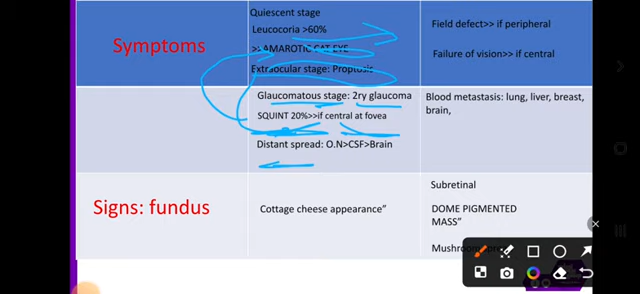 Symptoms
Quiescent stage
Leucocoria >60%
>> AMAROTIC CAT EYE
Extraocular stage: Proptosis
Glaucomatous stage: 2ry glaucoma
SQUINT 20%>>if central at fovea
Distant spread: O.N>CSF>Brain
Field defect>> if peripheral
Failure of vision>> if central
Blood metastasis: lung, liver, breast,
brain,
Signs: fundus
Cottage cheese appearance”
Subretinal
DOME PIGMENTED
MASS”